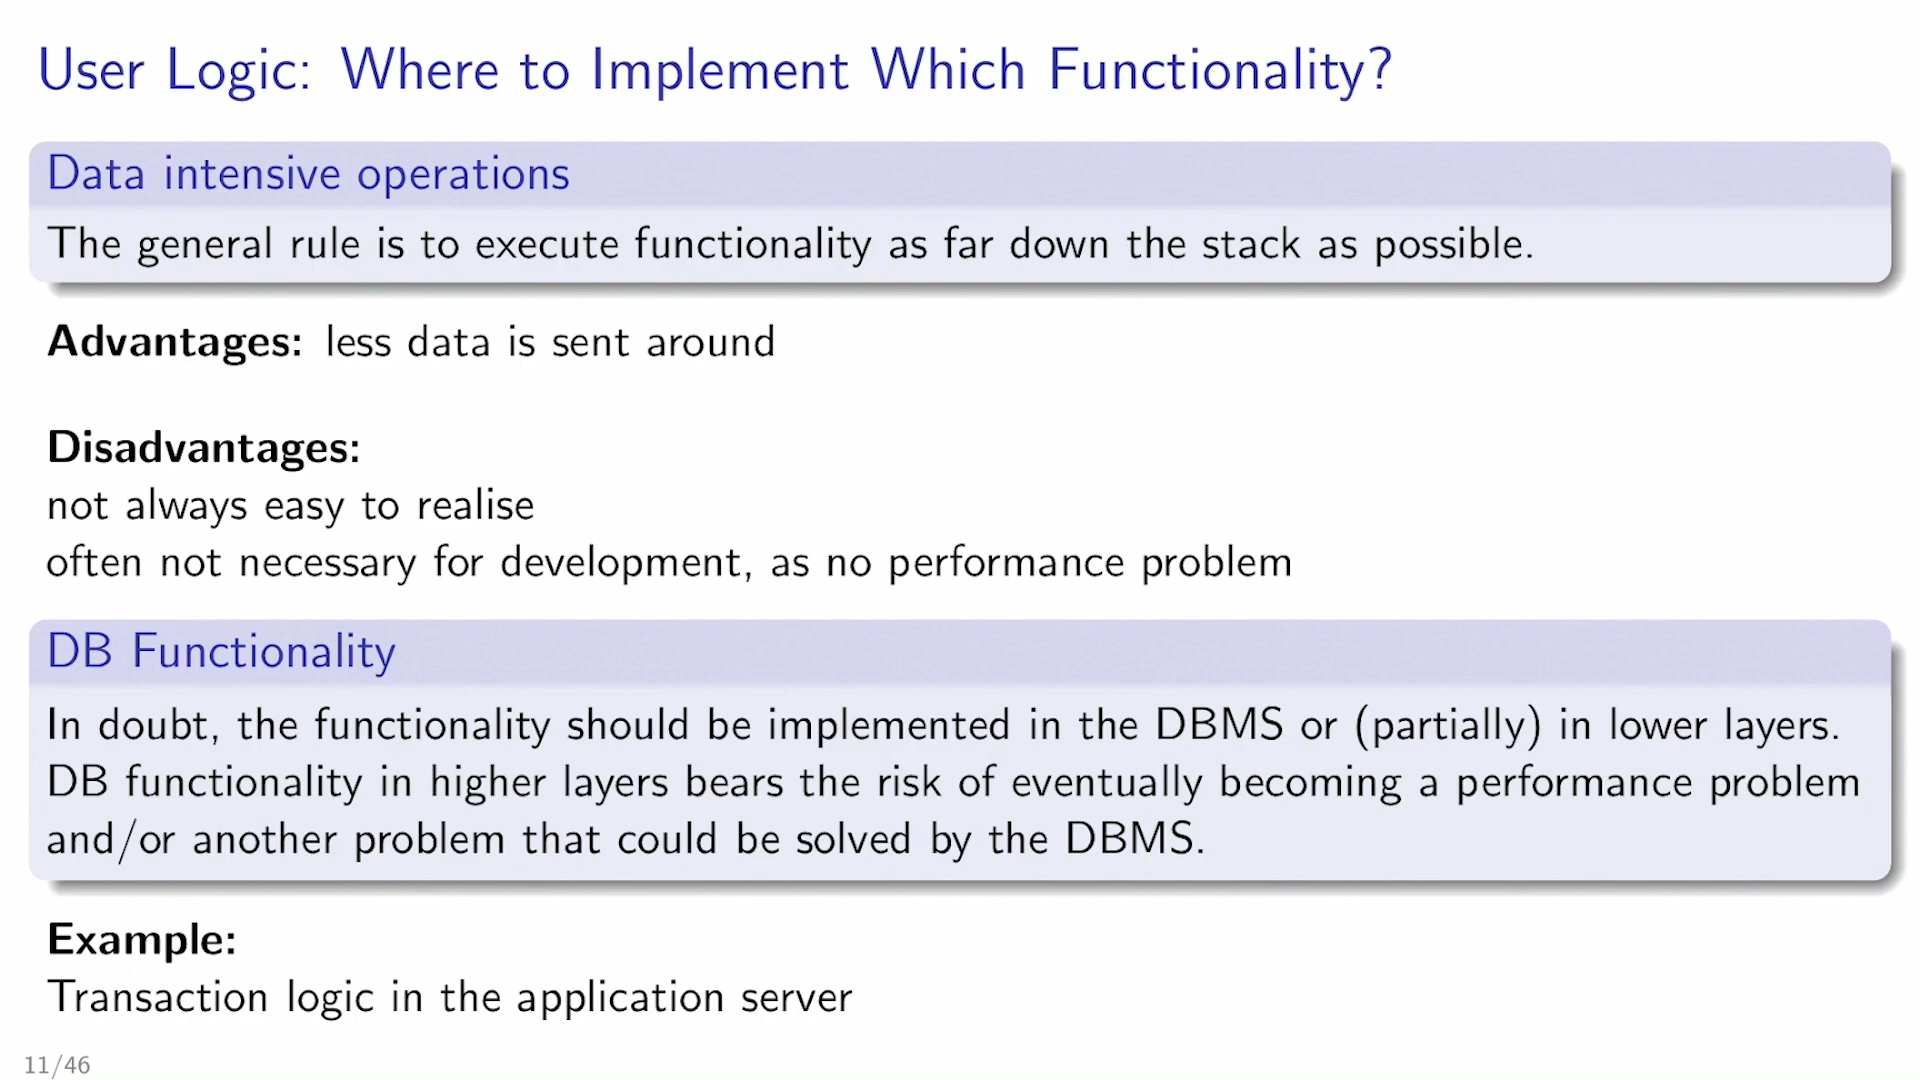 User Logic: Where to Implement Which Functionality?
Data intensive operations
The general rule is to execute functionality as far down the stack as possible.
Advantages: less data is sent around
Disadvantages:
not always easy to realise
often not necessary for development, as no performance problem
DB Functionality
In doubt, the functionality should be implemented in the DBMS or (partially) in lower layers.
DB functionality in higher layers bears the risk of eventually becoming a performance problem
and/or another problem that could be solved by the DBMS.
Example:
Transaction logic in the application server
11/46